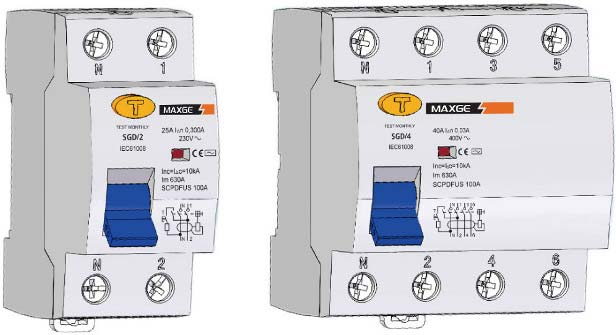 N 1
T
MAXGE
TEST MONTHLY
SGD/2
IEC61008
25A IΔn 0,300A
230V ~
CE
Inc=IΔc=10kA
Im 630A
SCPDFUS 100A
N 2
N 1 3 5
T
MAXGE
TEST MONTHLY
SGD/4
IEC61008
40A IΔn 0,03A
400V ~
CE
Inc=IΔc=10kA
Im 630A
SCPDFUS 100A
N 2 4 6